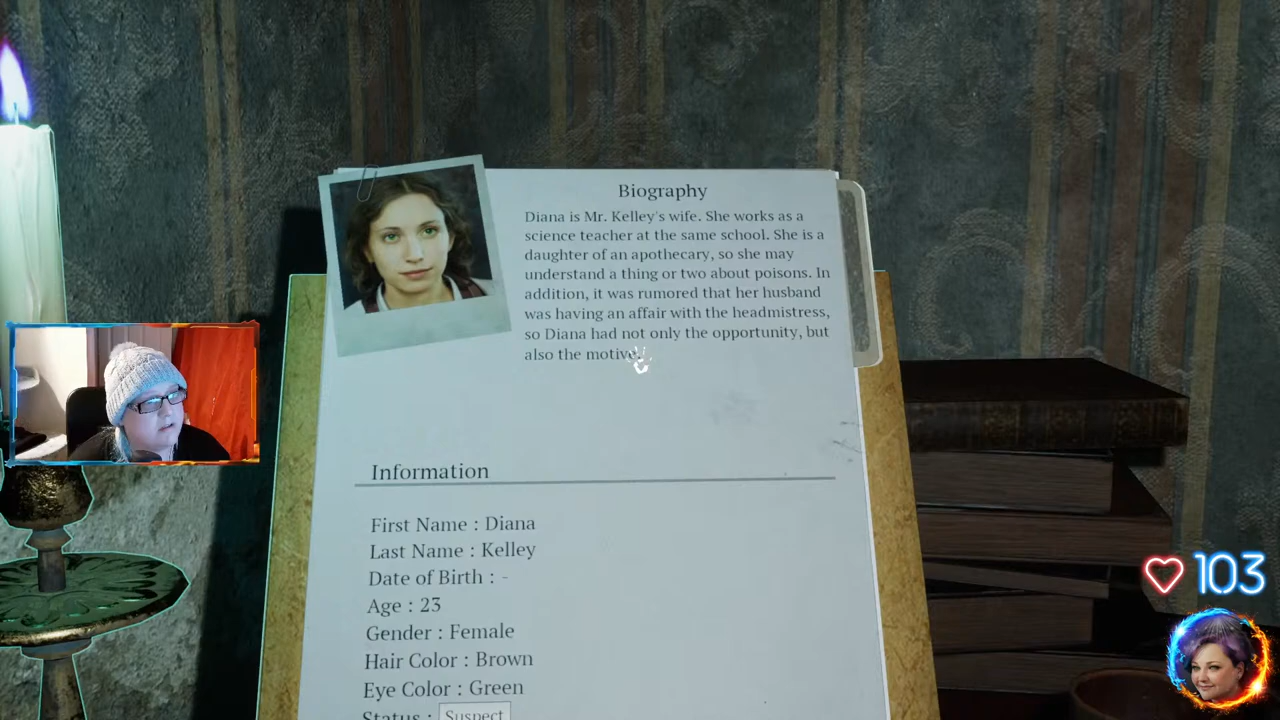 Biography
Diana is Mr. Kelley's wife. She works as a
science teacher at the same school. She is a
daughter of an apothecary, so she may
understand a thing or two about poisons. In
addition, it was rumored that her husband
was having an affair with the headmistress,
so Diana had not only the opportunity, but
also the motive.
Information
First Name : Diana
Last Name : Kelley
Date of Birth : -
Age : 23
Gender : Female
Hair Color : Brown
Eye Color : Green
Status : Suspect
103